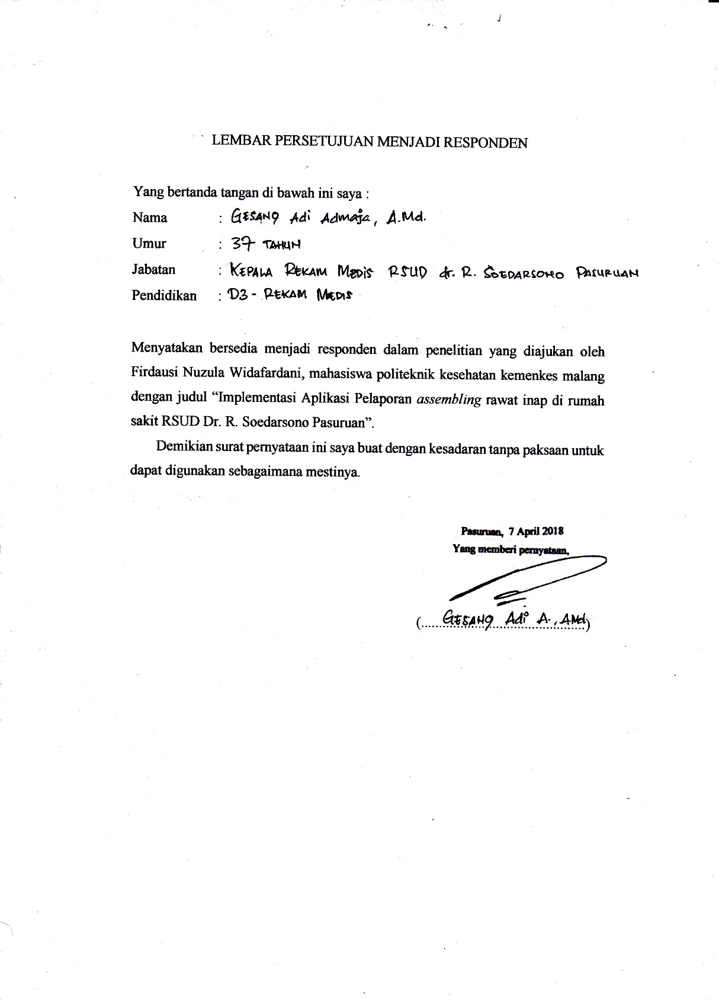 LEMBAR PERSETUJUAN MENJADI RESPONDEN
Yang bertanda tangan di bawah ini saya :
Nama : GESANG Adi Admaja, A.Md.
Umur : 37 TAHUN
Jabatan : KEPALA REKAM MEDIS RSUD dr. R. SOEDARSONO PASURUAN
Pendidikan : D3 - REKAM MEDIS
Menyatakan bersedia menjadi responden dalam penelitian yang diajukan oleh
Firdausi Nuzula Widafardani, mahasiswa politeknik kesehatan kemenkes malang
dengan judul “Implementasi Aplikasi Pelaporan assembling rawat inap di rumah
sakit RSUD Dr. R. Soedarsono Pasuruan”.
Demikian surat pernyataan ini saya buat dengan kesadaran tanpa paksaan untuk
dapat digunakan sebagaimana mestinya.
Pasuruan, 7 April 2018
Yang memberi pernyataan,
(......GESANG Adi A., AMd)